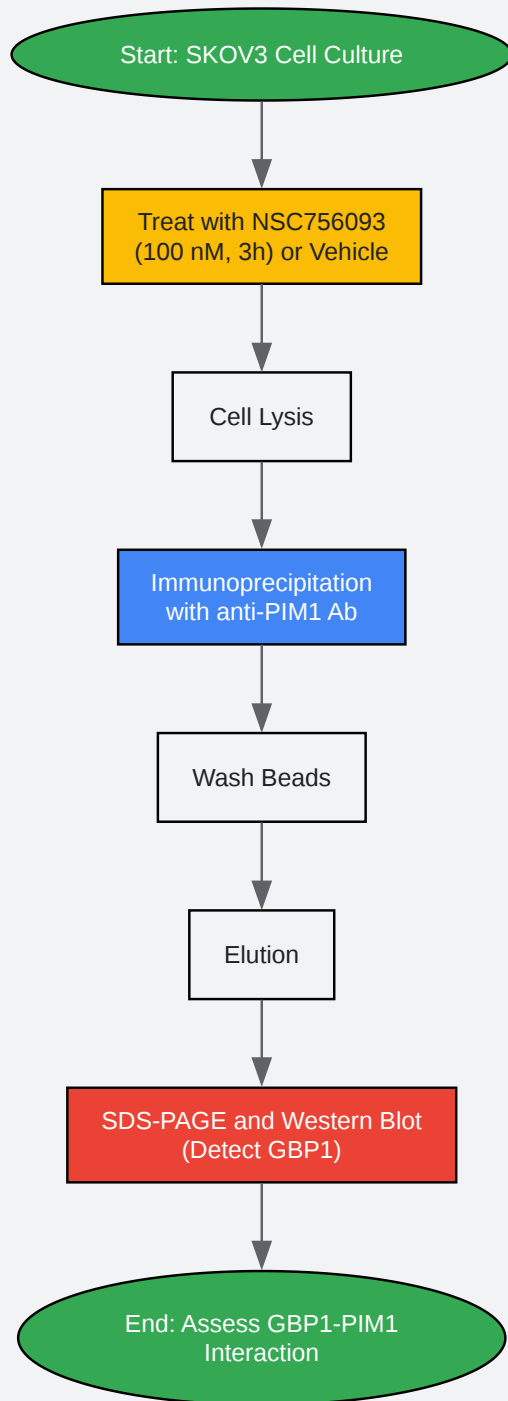 Start: SKOV3 Cell Culture
Treat with NSC756093
(100 nM, 3h) or Vehicle
Cell Lysis
Immunoprecipitation
with anti-PIM1 Ab
Wash Beads
Elution
SDS-PAGE and Western Blot
(Detect GBP1)
End: Assess GBP1-PIM1
Interaction